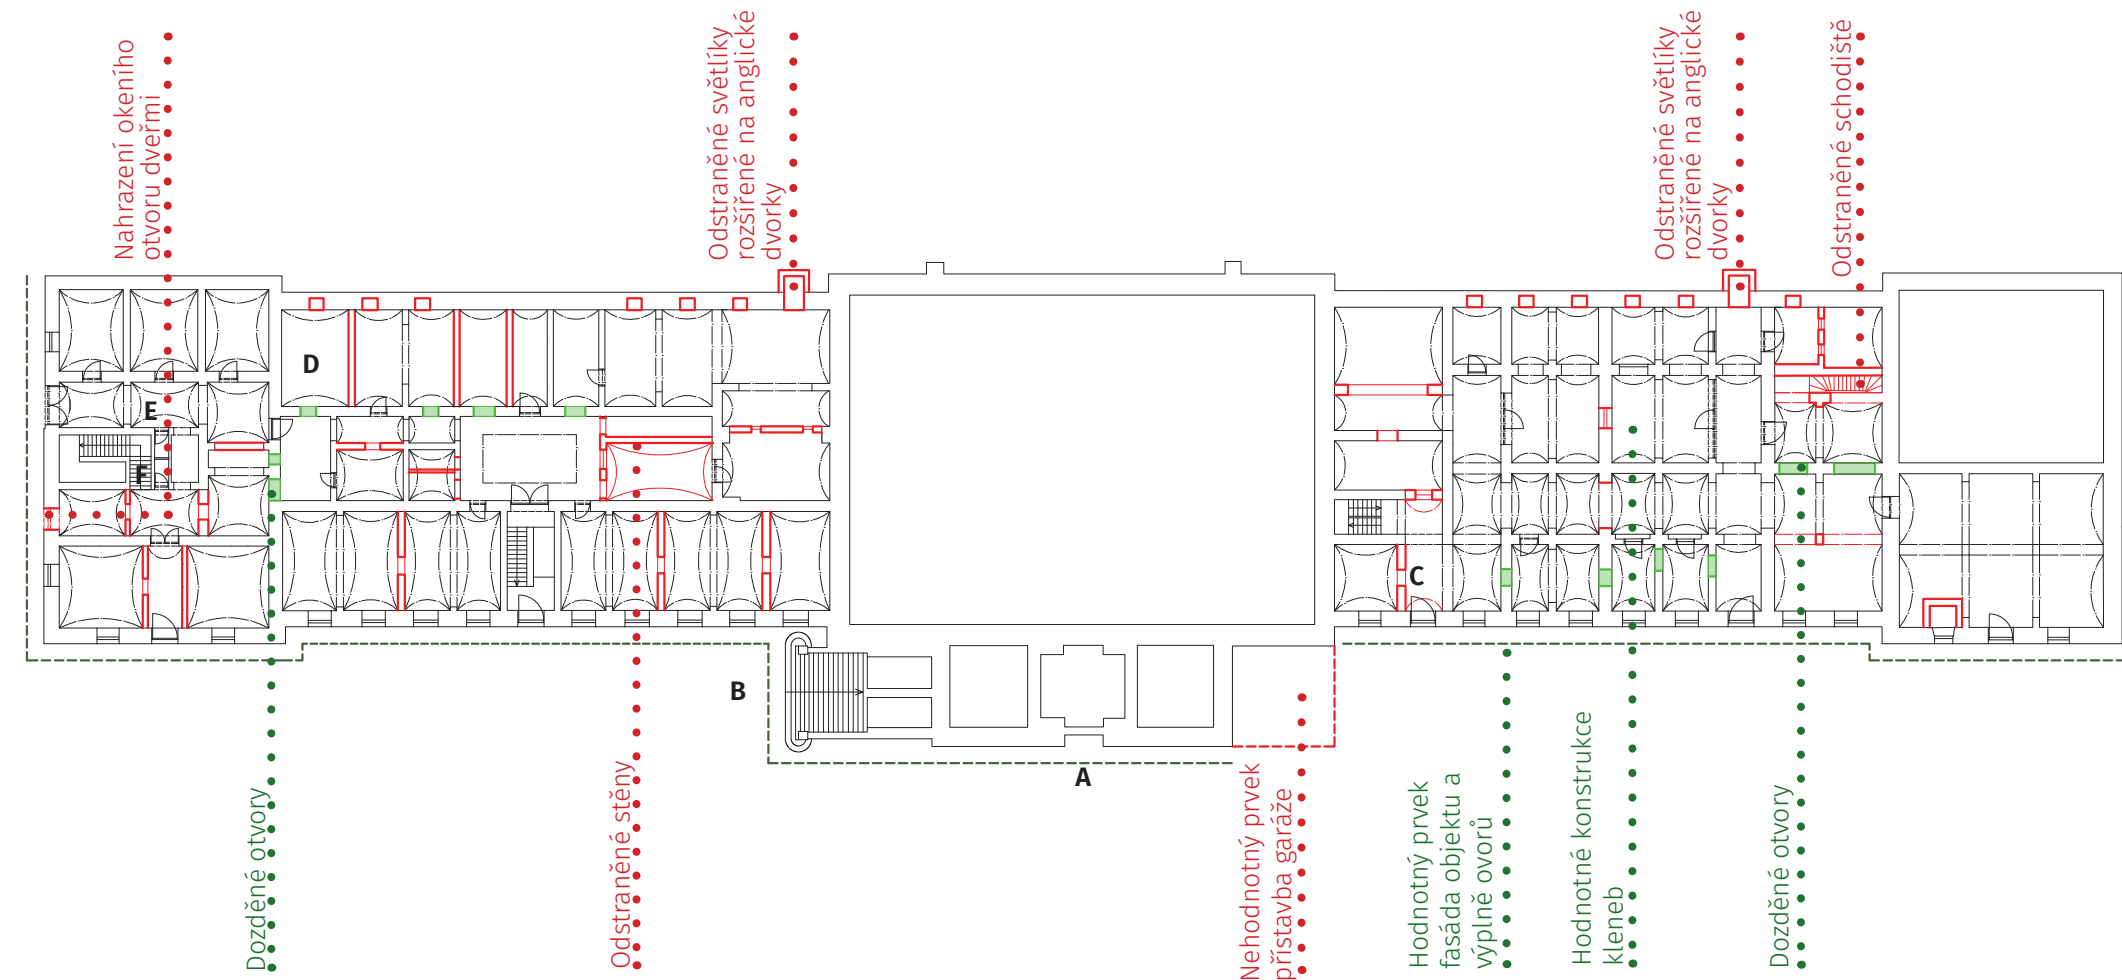 Nahrazení okeního
otvoru dveřmi
Odstraněné světlíky
rozšířené na anglické
dvorky
Odstraněné světlíky
rozšířené na anglické
dvorky
Odstraněné schodiště
D
E
F
C
B
A
Dozděné otvory
Odstraněné stěny
Nehodnotný prvek
přístavba garáže
Hodnotný prvek
fasáda objektu a
výplně ovorů
Hodnotné konstrukce
kleneb
Dozděné otvory